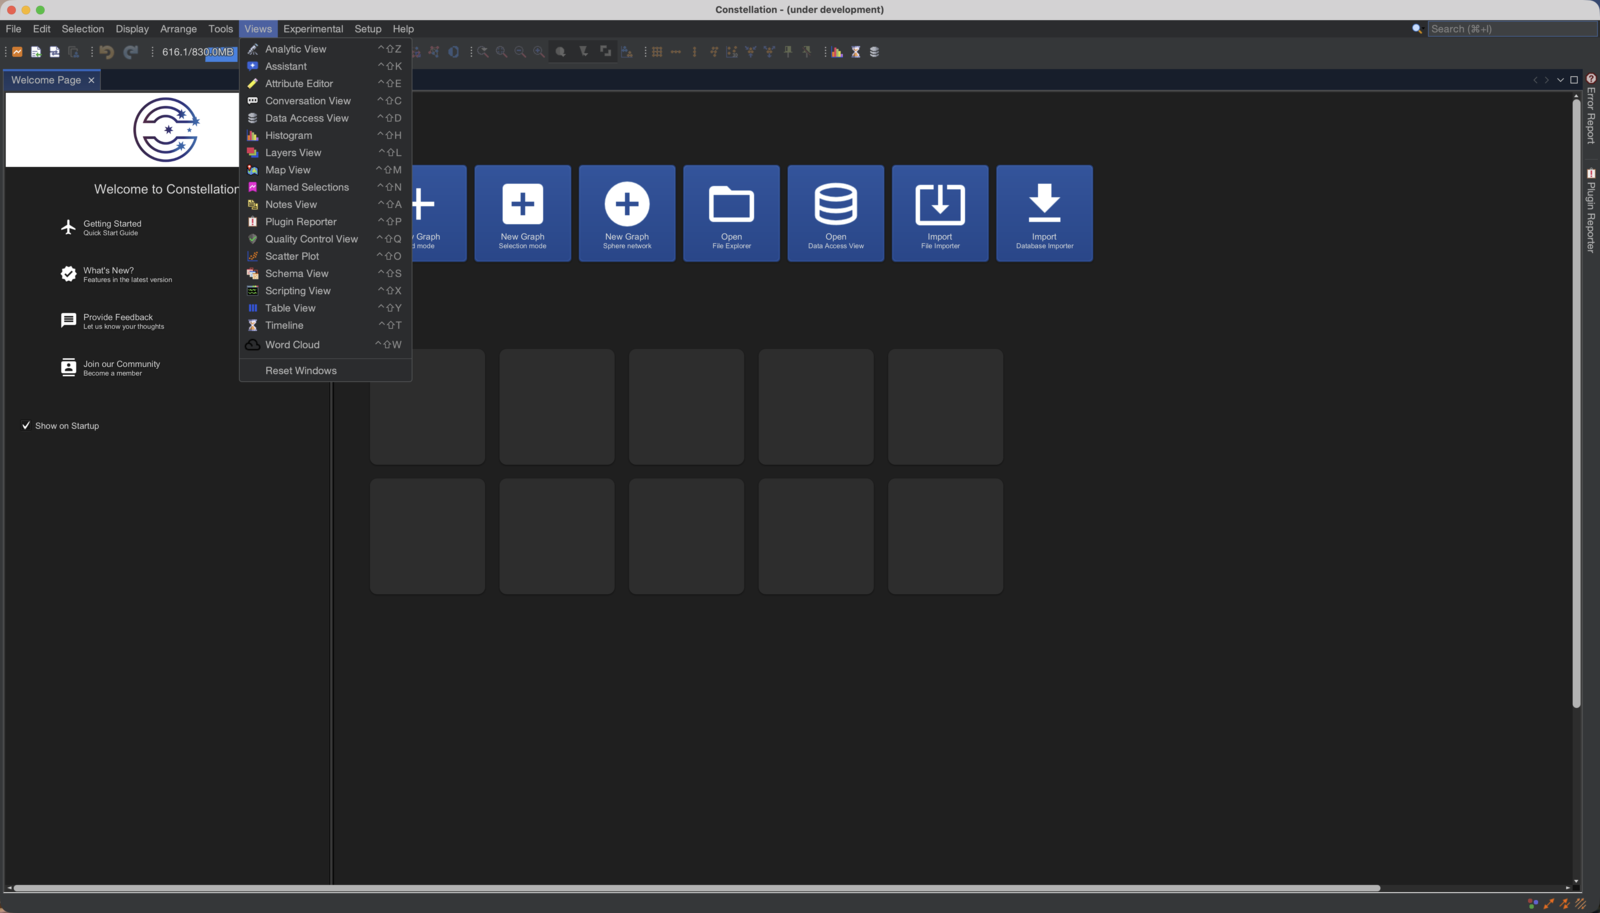 Constellation - (under development)
File Edit Selection Display Arrange Tools Views Experimental Setup Help
Search (⌘+I)
616.1/830.0MB
Welcome Page
Welcome to Constellation
Getting Started
Quick Start Guide
What's New?
Features in the latest version
Provide Feedback
Let us know your thoughts
Join our Community
Become a member
Show on Startup
Analytic View ^⇧Z
Assistant ^⇧K
Attribute Editor ^⇧E
Conversation View ^⇧C
Data Access View ^⇧D
Histogram ^⇧H
Layers View ^⇧L
Map View ^⇧M
Named Selections ^⇧N
Notes View ^⇧A
Plugin Reporter ^⇧P
Quality Control View ^⇧Q
Scatter Plot ^⇧O
Schema View ^⇧S
Scripting View ^⇧X
Table View ^⇧Y
Timeline ^⇧T
Word Cloud ^⇧W
Reset Windows
Graph
mode
New Graph
Selection mode
New Graph
Sphere network
Open
File Explorer
Open
Data Access View
Import
File Importer
Import
Database Importer
Error Report
Plugin Reporter